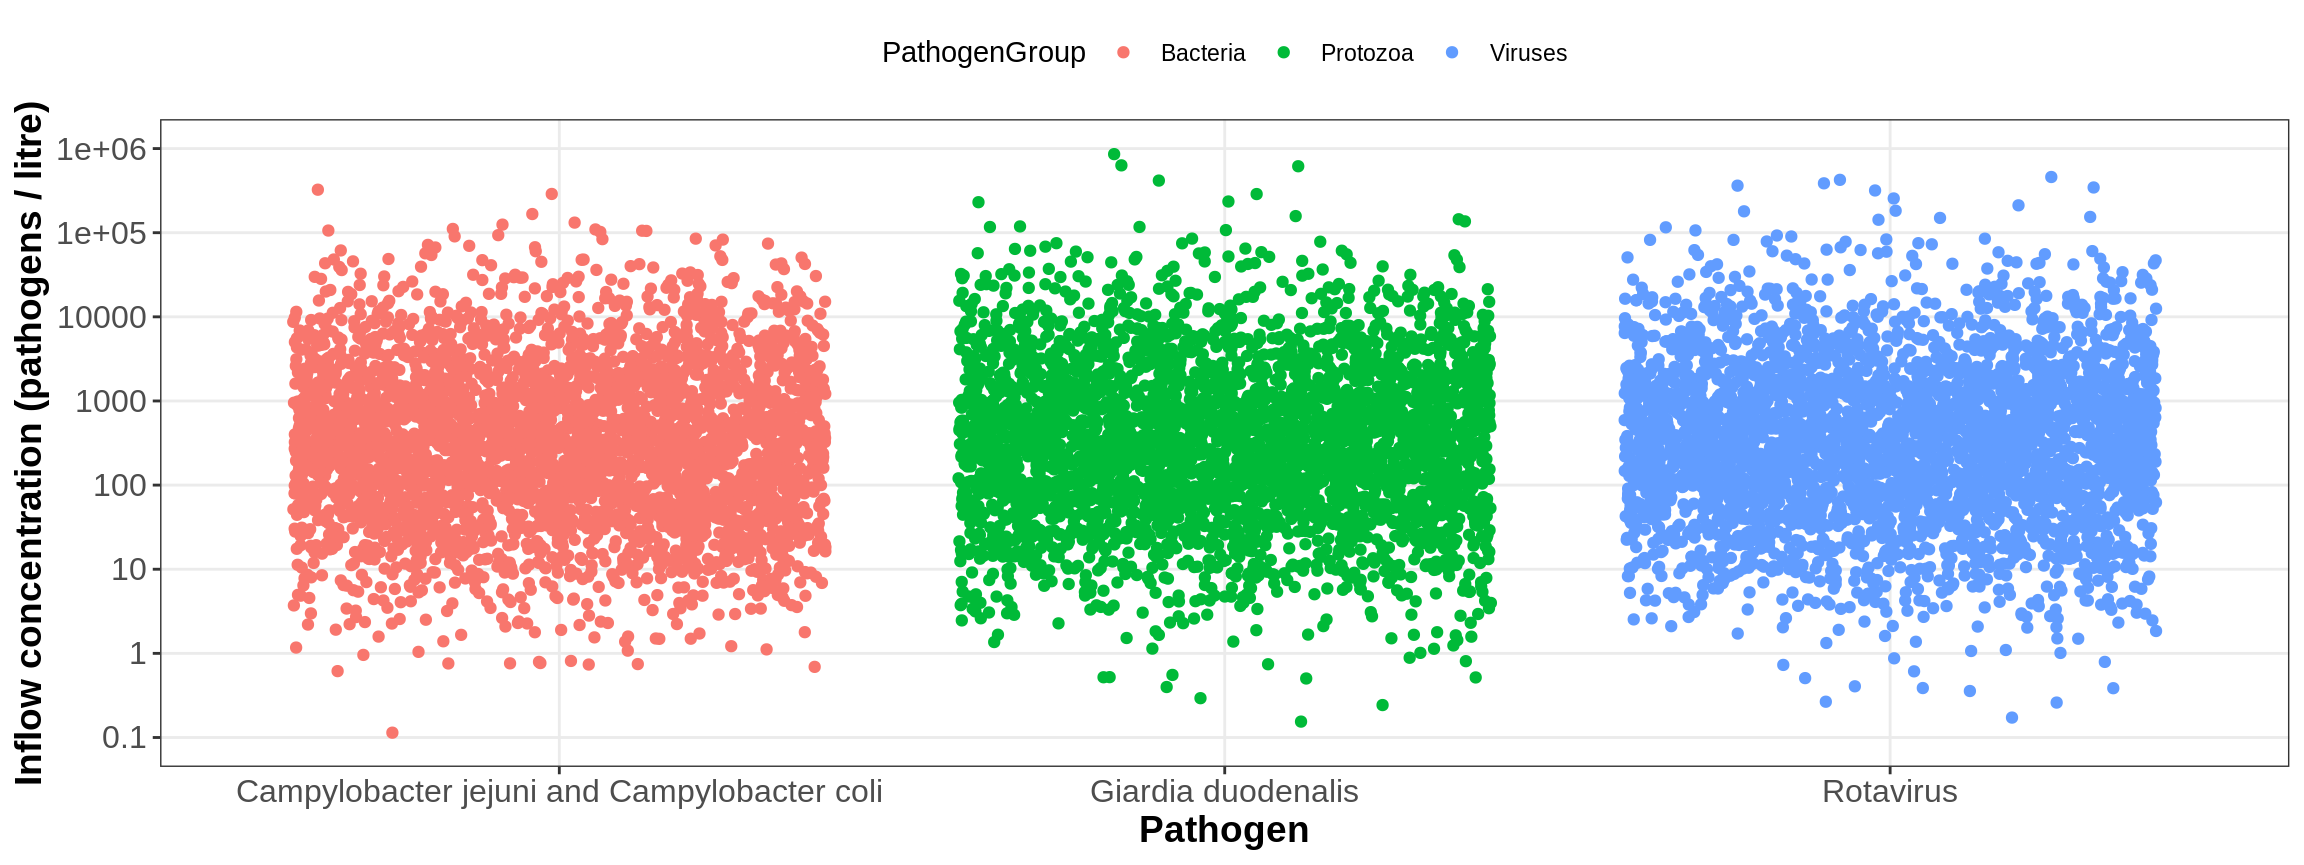 PathogenGroup Bacteria Protozoa Viruses
Inflow concentration (pathogens / litre)
1e+06
1e+05
10000
1000
100
10
1
0.1
Campylobacter jejuni and Campylobacter coli Giardia duodenalis Rotavirus
Pathogen